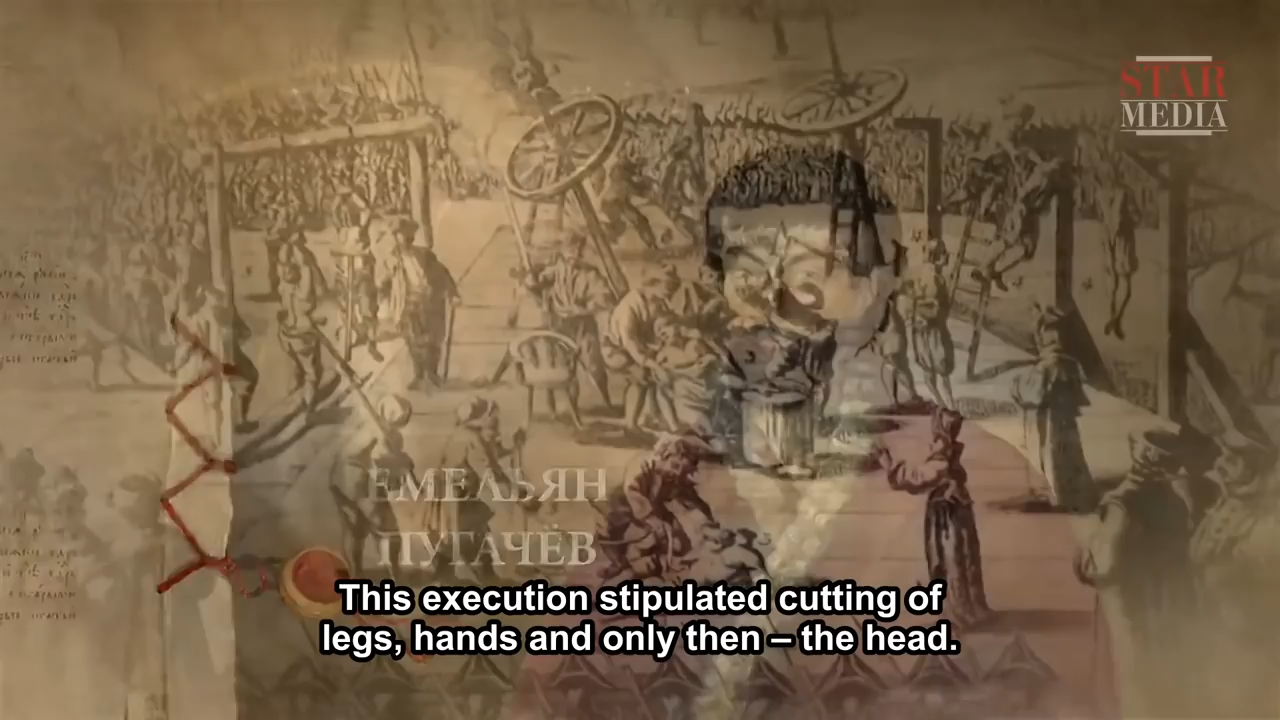 STAR
MEDIA
ЕМЕЛЬЯН
ПУГАЧЁВ
This execution stipulated cutting of
legs, hands and only then – the head.